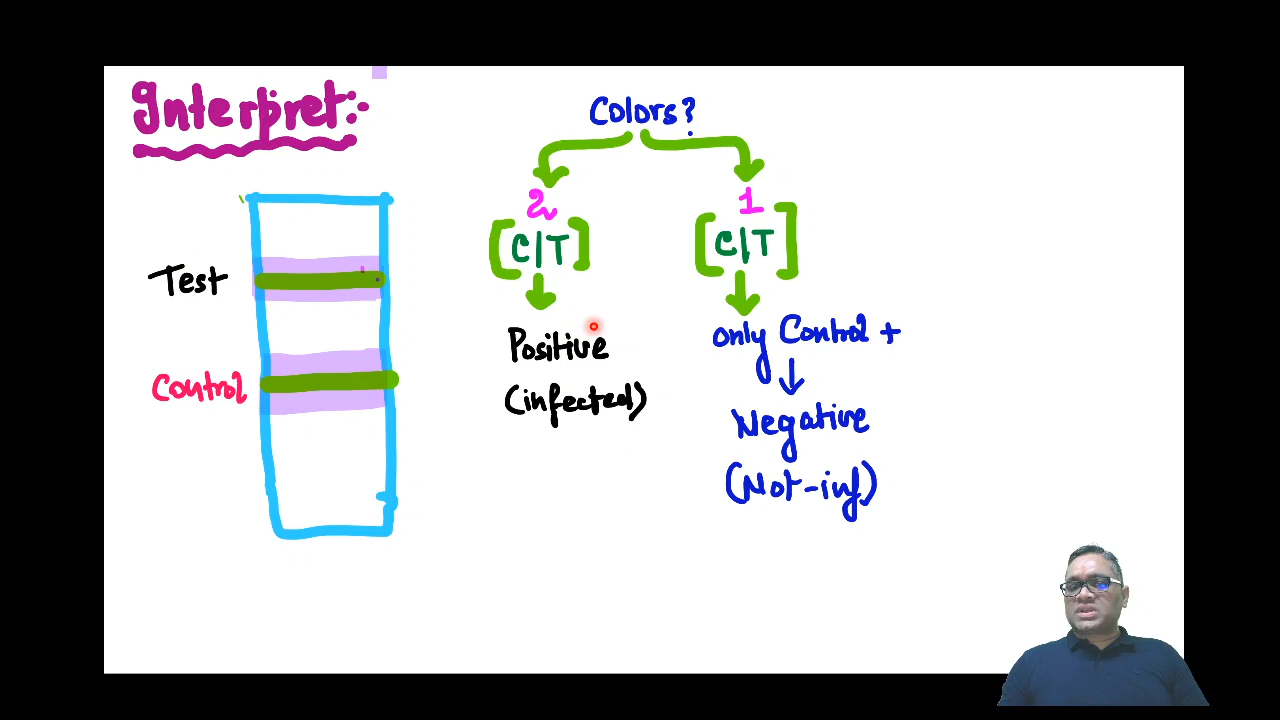 Interpret:-
Colors?
2
1
[C|T]
[C|T]
Test
Control
Positive
(infected)
only Control +
Negative
(Not-inf)